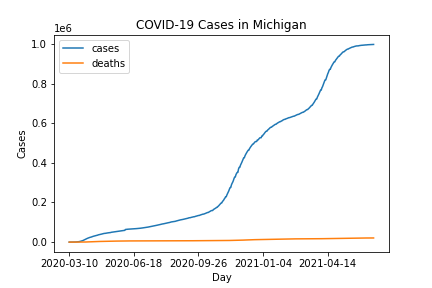 COVID-19 Cases in Michigan
1e6
cases
deaths
1.0
0.8
0.6
0.4
0.2
0.0
Cases
2020-03-10 2020-06-18 2020-09-26 2021-01-04 2021-04-14
Day